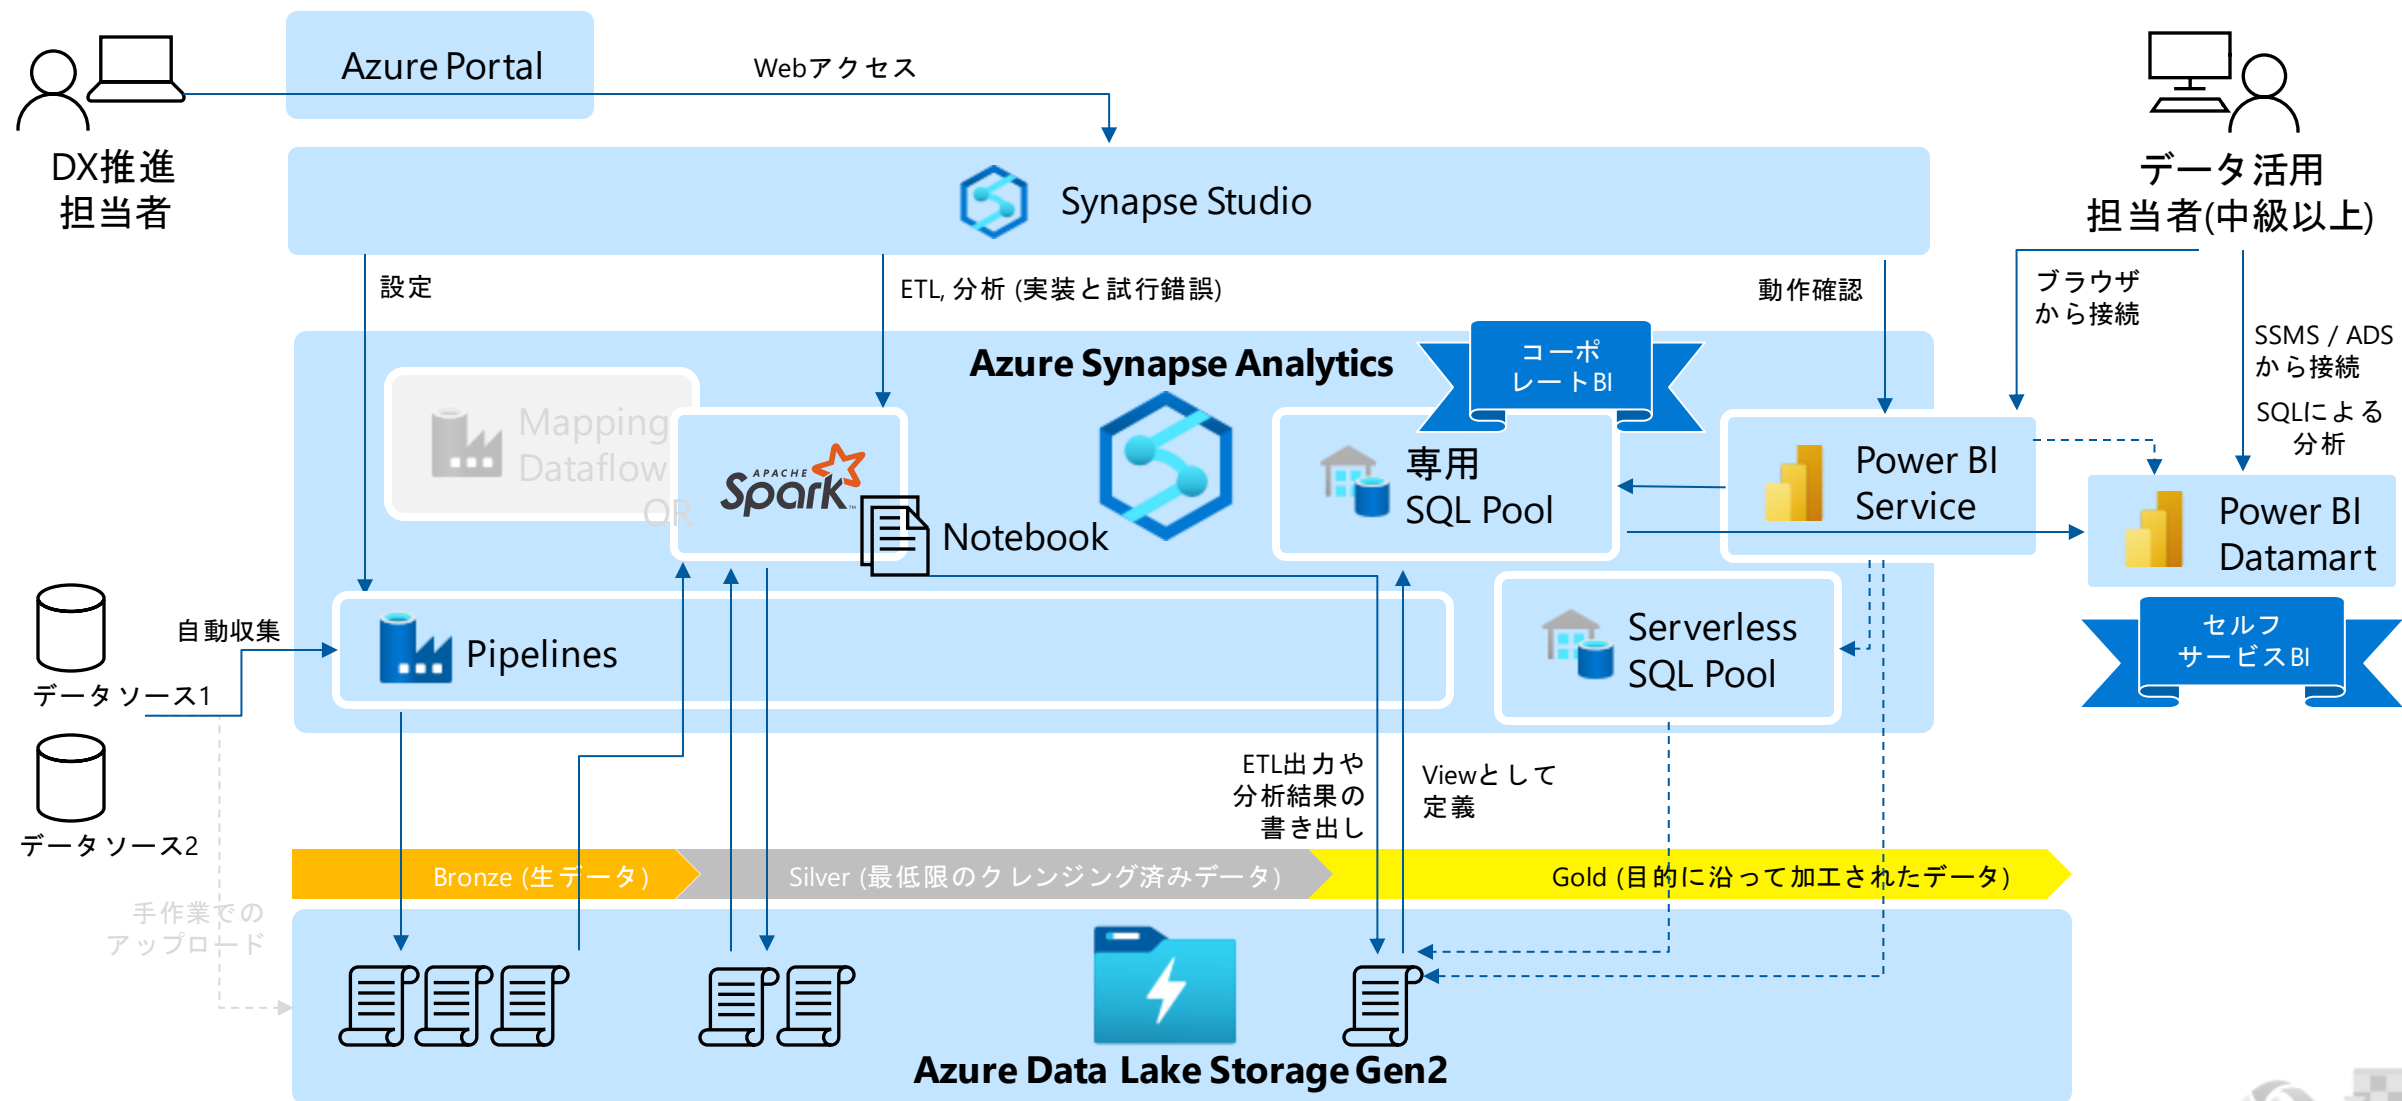 Azure Portal
Webアクセス
DX推進
担当者
Synapse Studio
データ活用
担当者(中級以上)
設定
ETL, 分析 (実装と試行錯誤)
動作確認
ブラウザ
から接続
SSMS / ADS
から接続
SQLによる
分析
Azure Synapse Analytics
コーポ
レートBI
Mapping
Dataflow
OR
APACHE
Spark™
Notebook
専用
SQL Pool
Power BI
Service
Power BI
Datamart
セルフ
サービスBI
データソース1
自動収集
Pipelines
Serverless
SQL Pool
データソース2
ETL出力や
分析結果の
書き出し
Viewとして
定義
Bronze (生データ)
Silver (最低限のクレンジング済みデータ)
Gold (目的に沿って加工されたデータ)
手作業での
アップロード
Azure Data Lake Storage Gen2